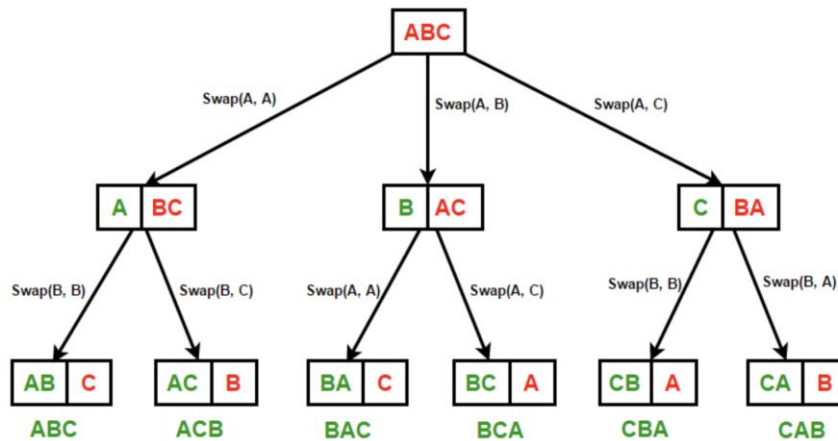 ABC
Swap(A, A)
Swap(A, B)
Swap(A, C)
A BC
B AC
C BA
Swap(B, B)
Swap(B, C)
Swap(A, A)
Swap(A, C)
Swap(B, B)
Swap(B, A)
AB C
AC B
BA C
BC A
CB A
CA B
ABC
ACB
BAC
BCA
CBA
CAB